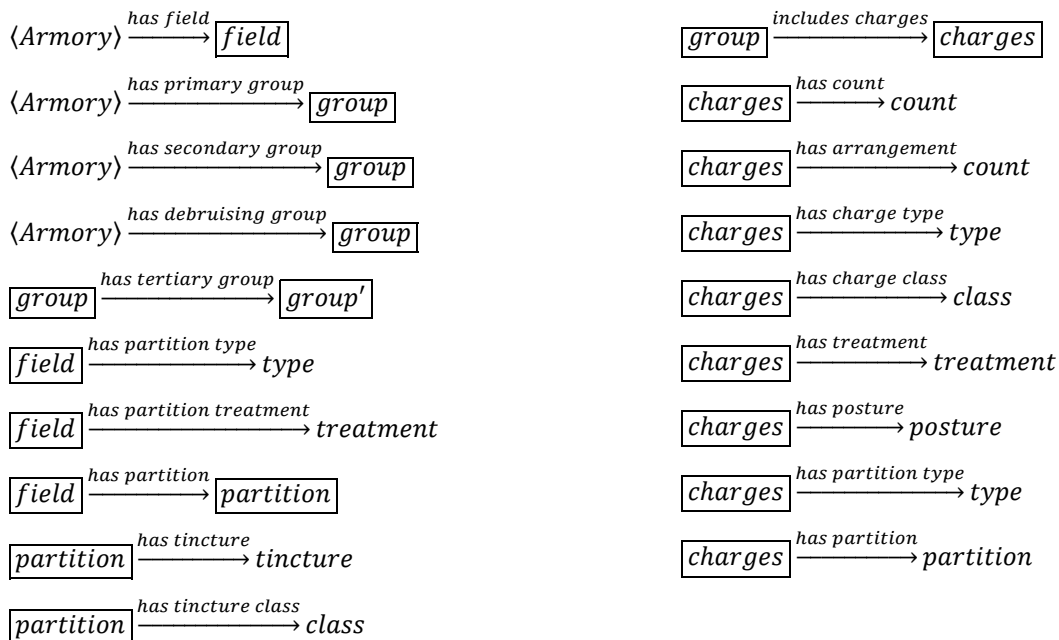 ⟨Armory⟩ has field field
⟨Armory⟩ has primary group group
⟨Armory⟩ has secondary group group
⟨Armory⟩ has debruising group group
group has tertiary group group′
field has partition type type
field has partition treatment treatment
field has partition partition
partition has tincture tincture
partition has tincture class class
group includes charges charges
charges has count count
charges has arrangement count
charges has charge type type
charges has charge class class
charges has treatment treatment
charges has posture posture
charges has partition type type
charges has partition partition